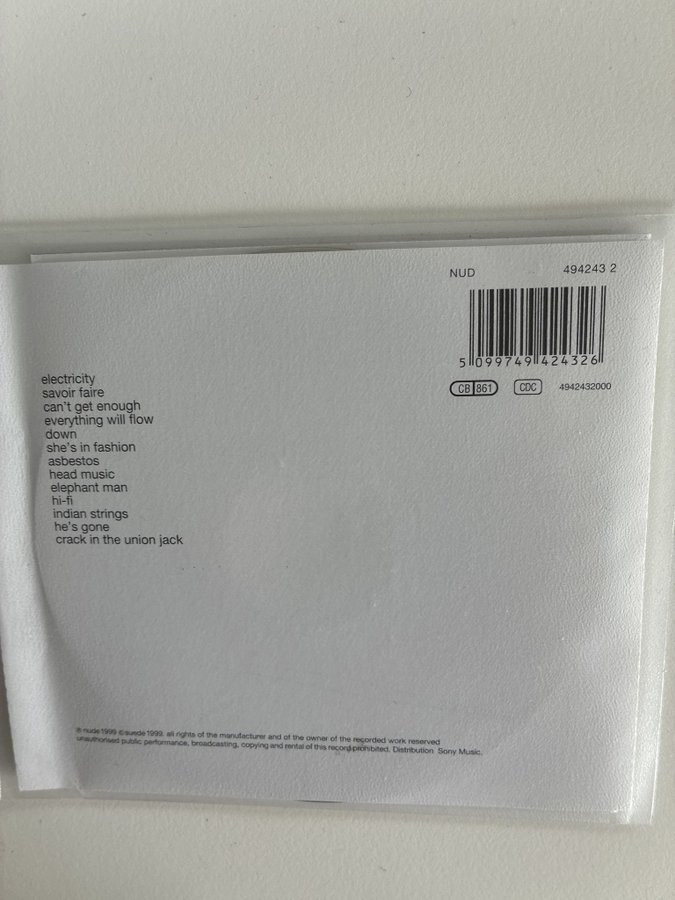 NUD 494243 2
5 099749 424326
CB 861 CDC 4942432000
electricity
savoir faire
can't get enough
everything will flow
down
she's in fashion
asbestos
head music
elephant man
hi-fi
indian strings
he's gone
crack in the union jack
℗ nude 1999 © suede 1999. all rights of the manufacturer and of the owner of the recorded work reserved
unauthorised public performance, broadcasting, copying and rental of this record prohibited. Distribution Sony Music.